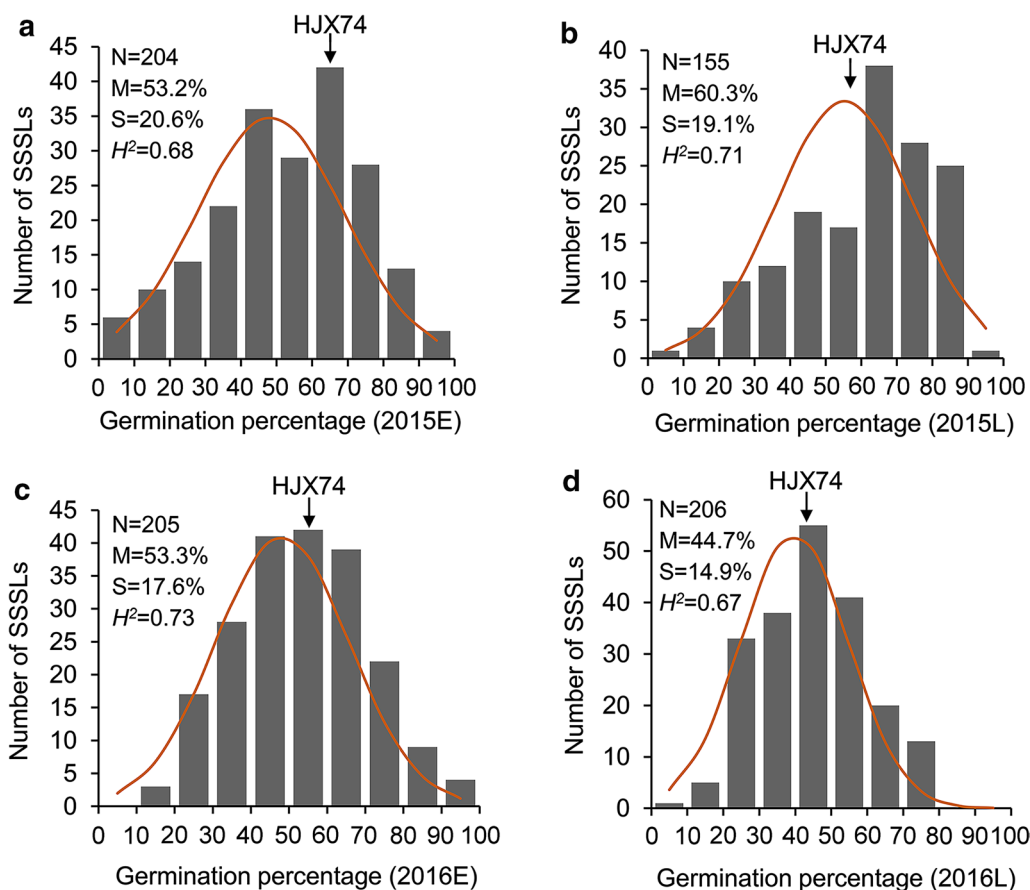 a
HJX74
N=204
M=53.2%
S=20.6%
H²=0.68
Number of SSSLs
45
40
35
30
25
20
15
10
5
0
0 10 20 30 40 50 60 70 80 90 100
Germination percentage (2015E)
b
HJX74
N=155
M=60.3%
S=19.1%
H²=0.71
Number of SSSLs
40
35
30
25
20
15
10
5
0
0 10 20 30 40 50 60 70 80 90 100
Germination percentage (2015L)
c
HJX74
N=205
M=53.3%
S=17.6%
H²=0.73
Number of SSSLs
45
40
35
30
25
20
15
10
5
0
0 10 20 30 40 50 60 70 80 90 100
Germination percentage (2016E)
d
HJX74
N=206
M=44.7%
S=14.9%
H²=0.67
Number of SSSLs
60
50
40
30
20
10
0
0 10 20 30 40 50 60 70 80 90 100
Germination percentage (2016L)